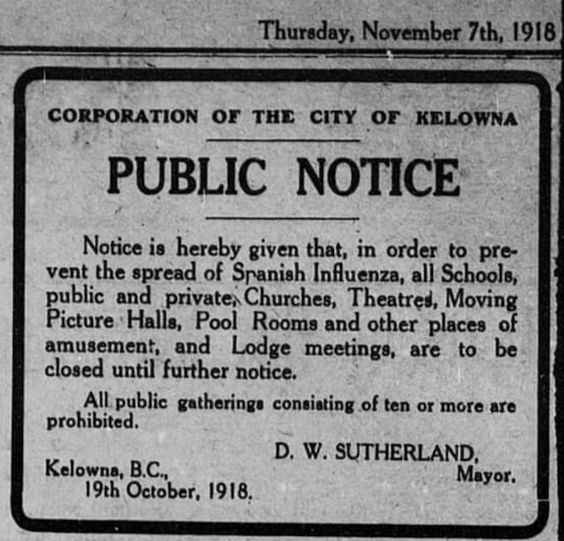 Thursday, November 7th, 1918
CORPORATION OF THE CITY OF KELOWNA
PUBLIC NOTICE
Notice is hereby given that, in order to pre-
vent the spread of Spanish Influenza, all Schools,
public and private, Churches, Theatres, Moving
Picture Halls, Pool Rooms and other places of
amusement, and Lodge meetings, are to be
closed until further notice.
All public gatherings consisting of ten or more are
prohibited.
D. W. SUTHERLAND,
Mayor.
Kelowna, B.C.,
19th October, 1918.